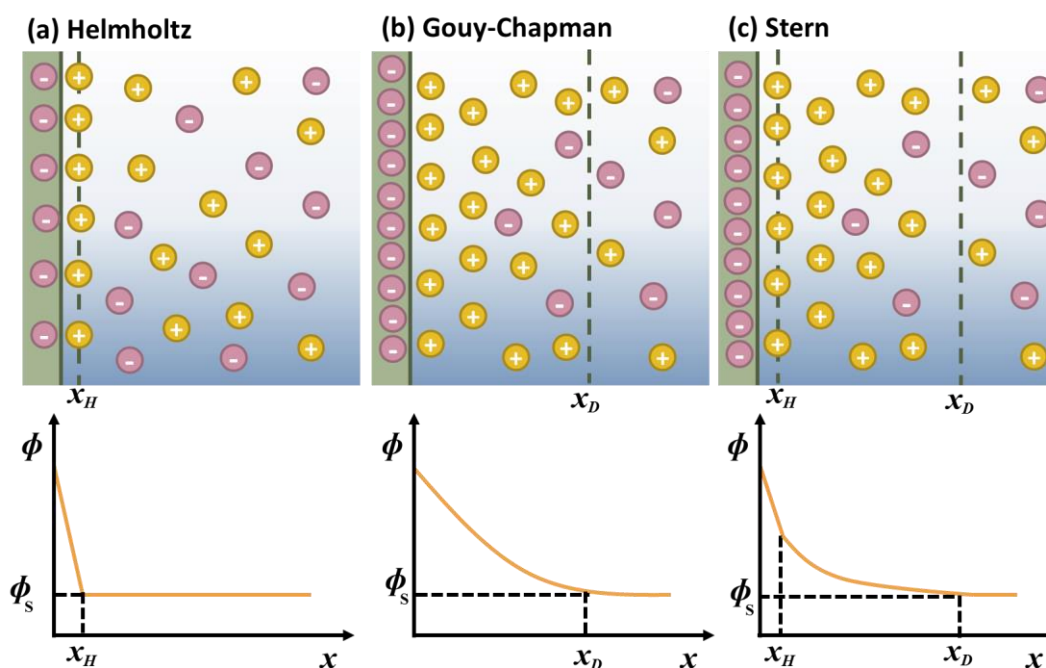 (a) Helmholtz
(b) Gouy-Chapman
(c) Stern
x_H
x_D
x_H
x_D
ϕ
ϕ_s
x_H
x
ϕ
ϕ_s
x_D
x
ϕ
ϕ_s
x_H
x_D
x